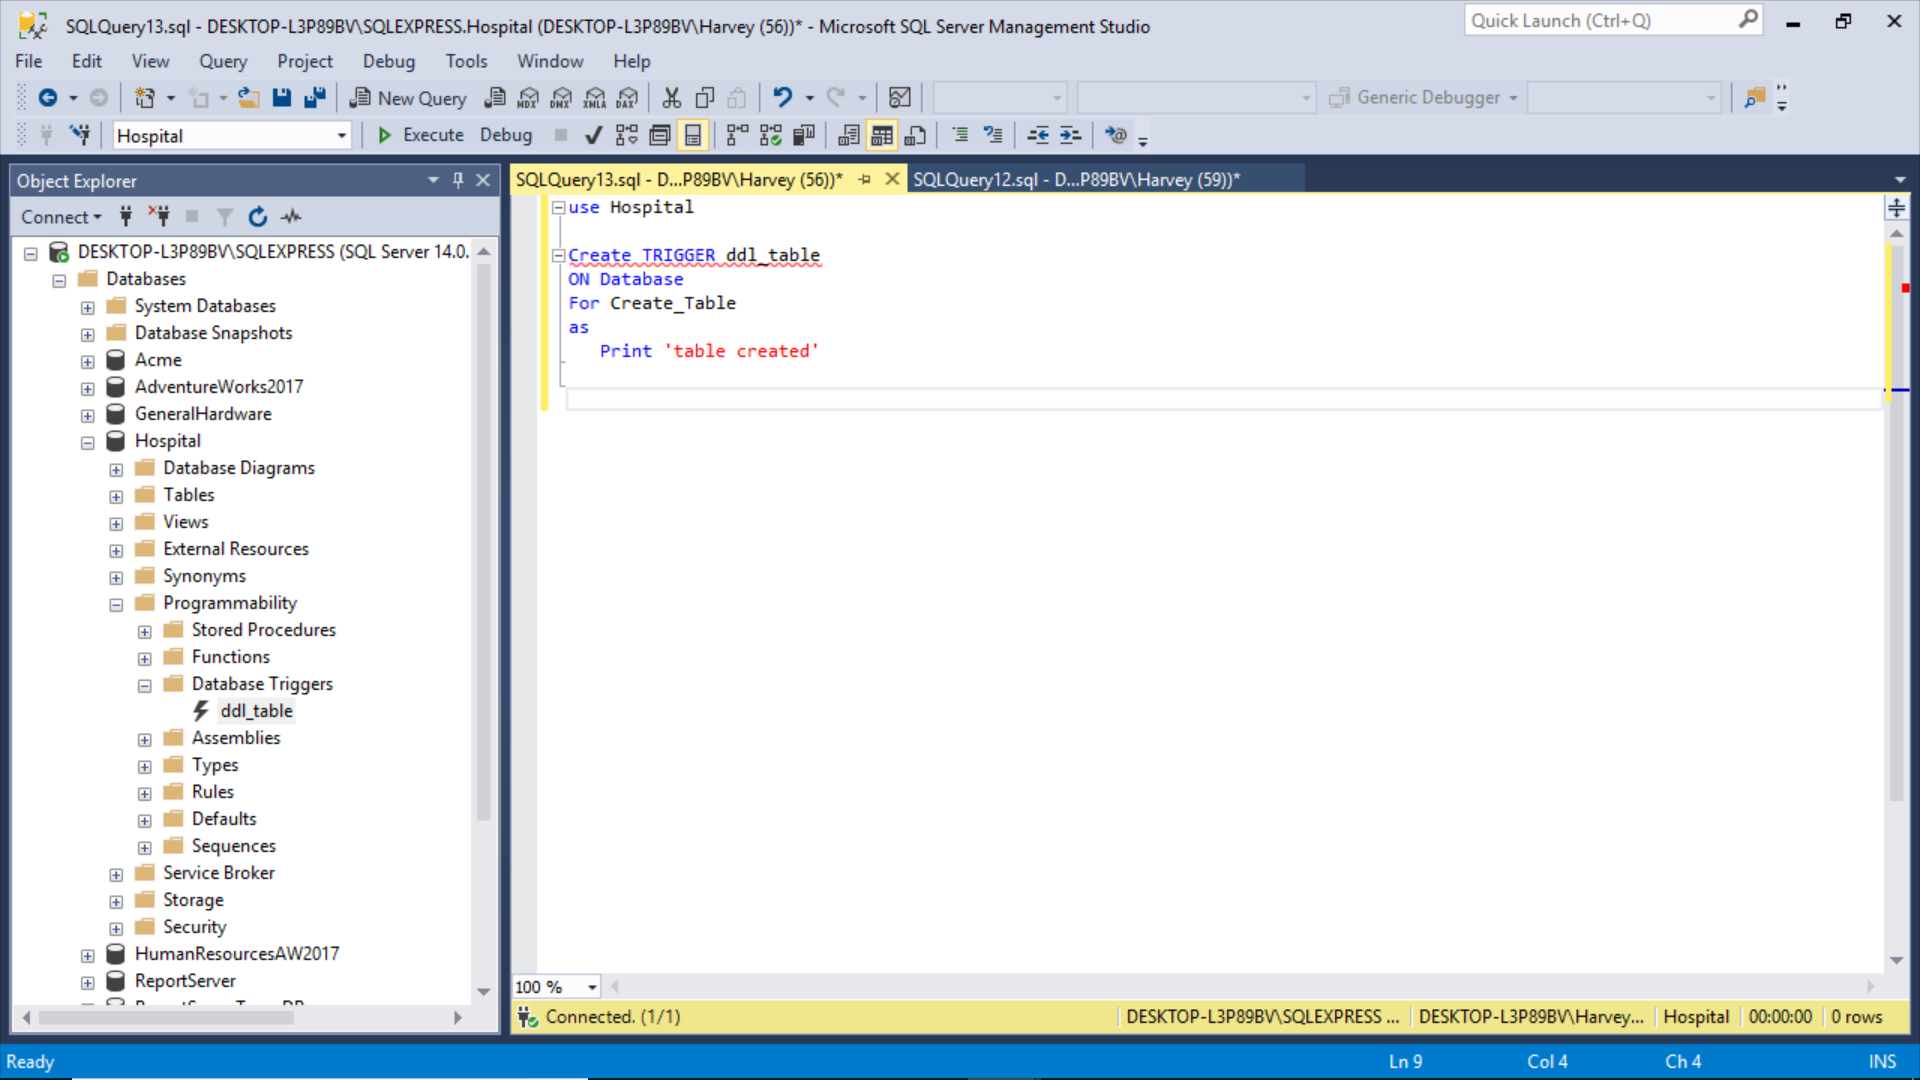 SQLQuery13.sql - DESKTOP-L3P89BV\SQLEXPRESS.Hospital (DESKTOP-L3P89BV\Harvey (56))* - Microsoft SQL Server Management Studio
Quick Launch (Ctrl+Q)
File Edit View Query Project Debug Tools Window Help
New Query MDX DMX XMLA DAX Generic Debugger
Hospital Execute Debug
Object Explorer
SQLQuery13.sql - D...P89BV\Harvey (56))* SQLQuery12.sql - D...P89BV\Harvey (59))*
Connect
DESKTOP-L3P89BV\SQLEXPRESS (SQL Server 14.0.
Databases
System Databases
Database Snapshots
Acme
AdventureWorks2017
GeneralHardware
Hospital
Database Diagrams
Tables
Views
External Resources
Synonyms
Programmability
Stored Procedures
Functions
Database Triggers
ddl_table
Assemblies
Types
Rules
Defaults
Sequences
Service Broker
Storage
Security
HumanResourcesAW2017
ReportServer
use Hospital
Create TRIGGER ddl_table
ON Database
For Create_Table
as
Print 'table created'
100 %
Connected. (1/1) DESKTOP-L3P89BV\SQLEXPRESS ... DESKTOP-L3P89BV\Harvey... Hospital 00:00:00 0 rows
Ready Ln 9 Col 4 Ch 4 INS